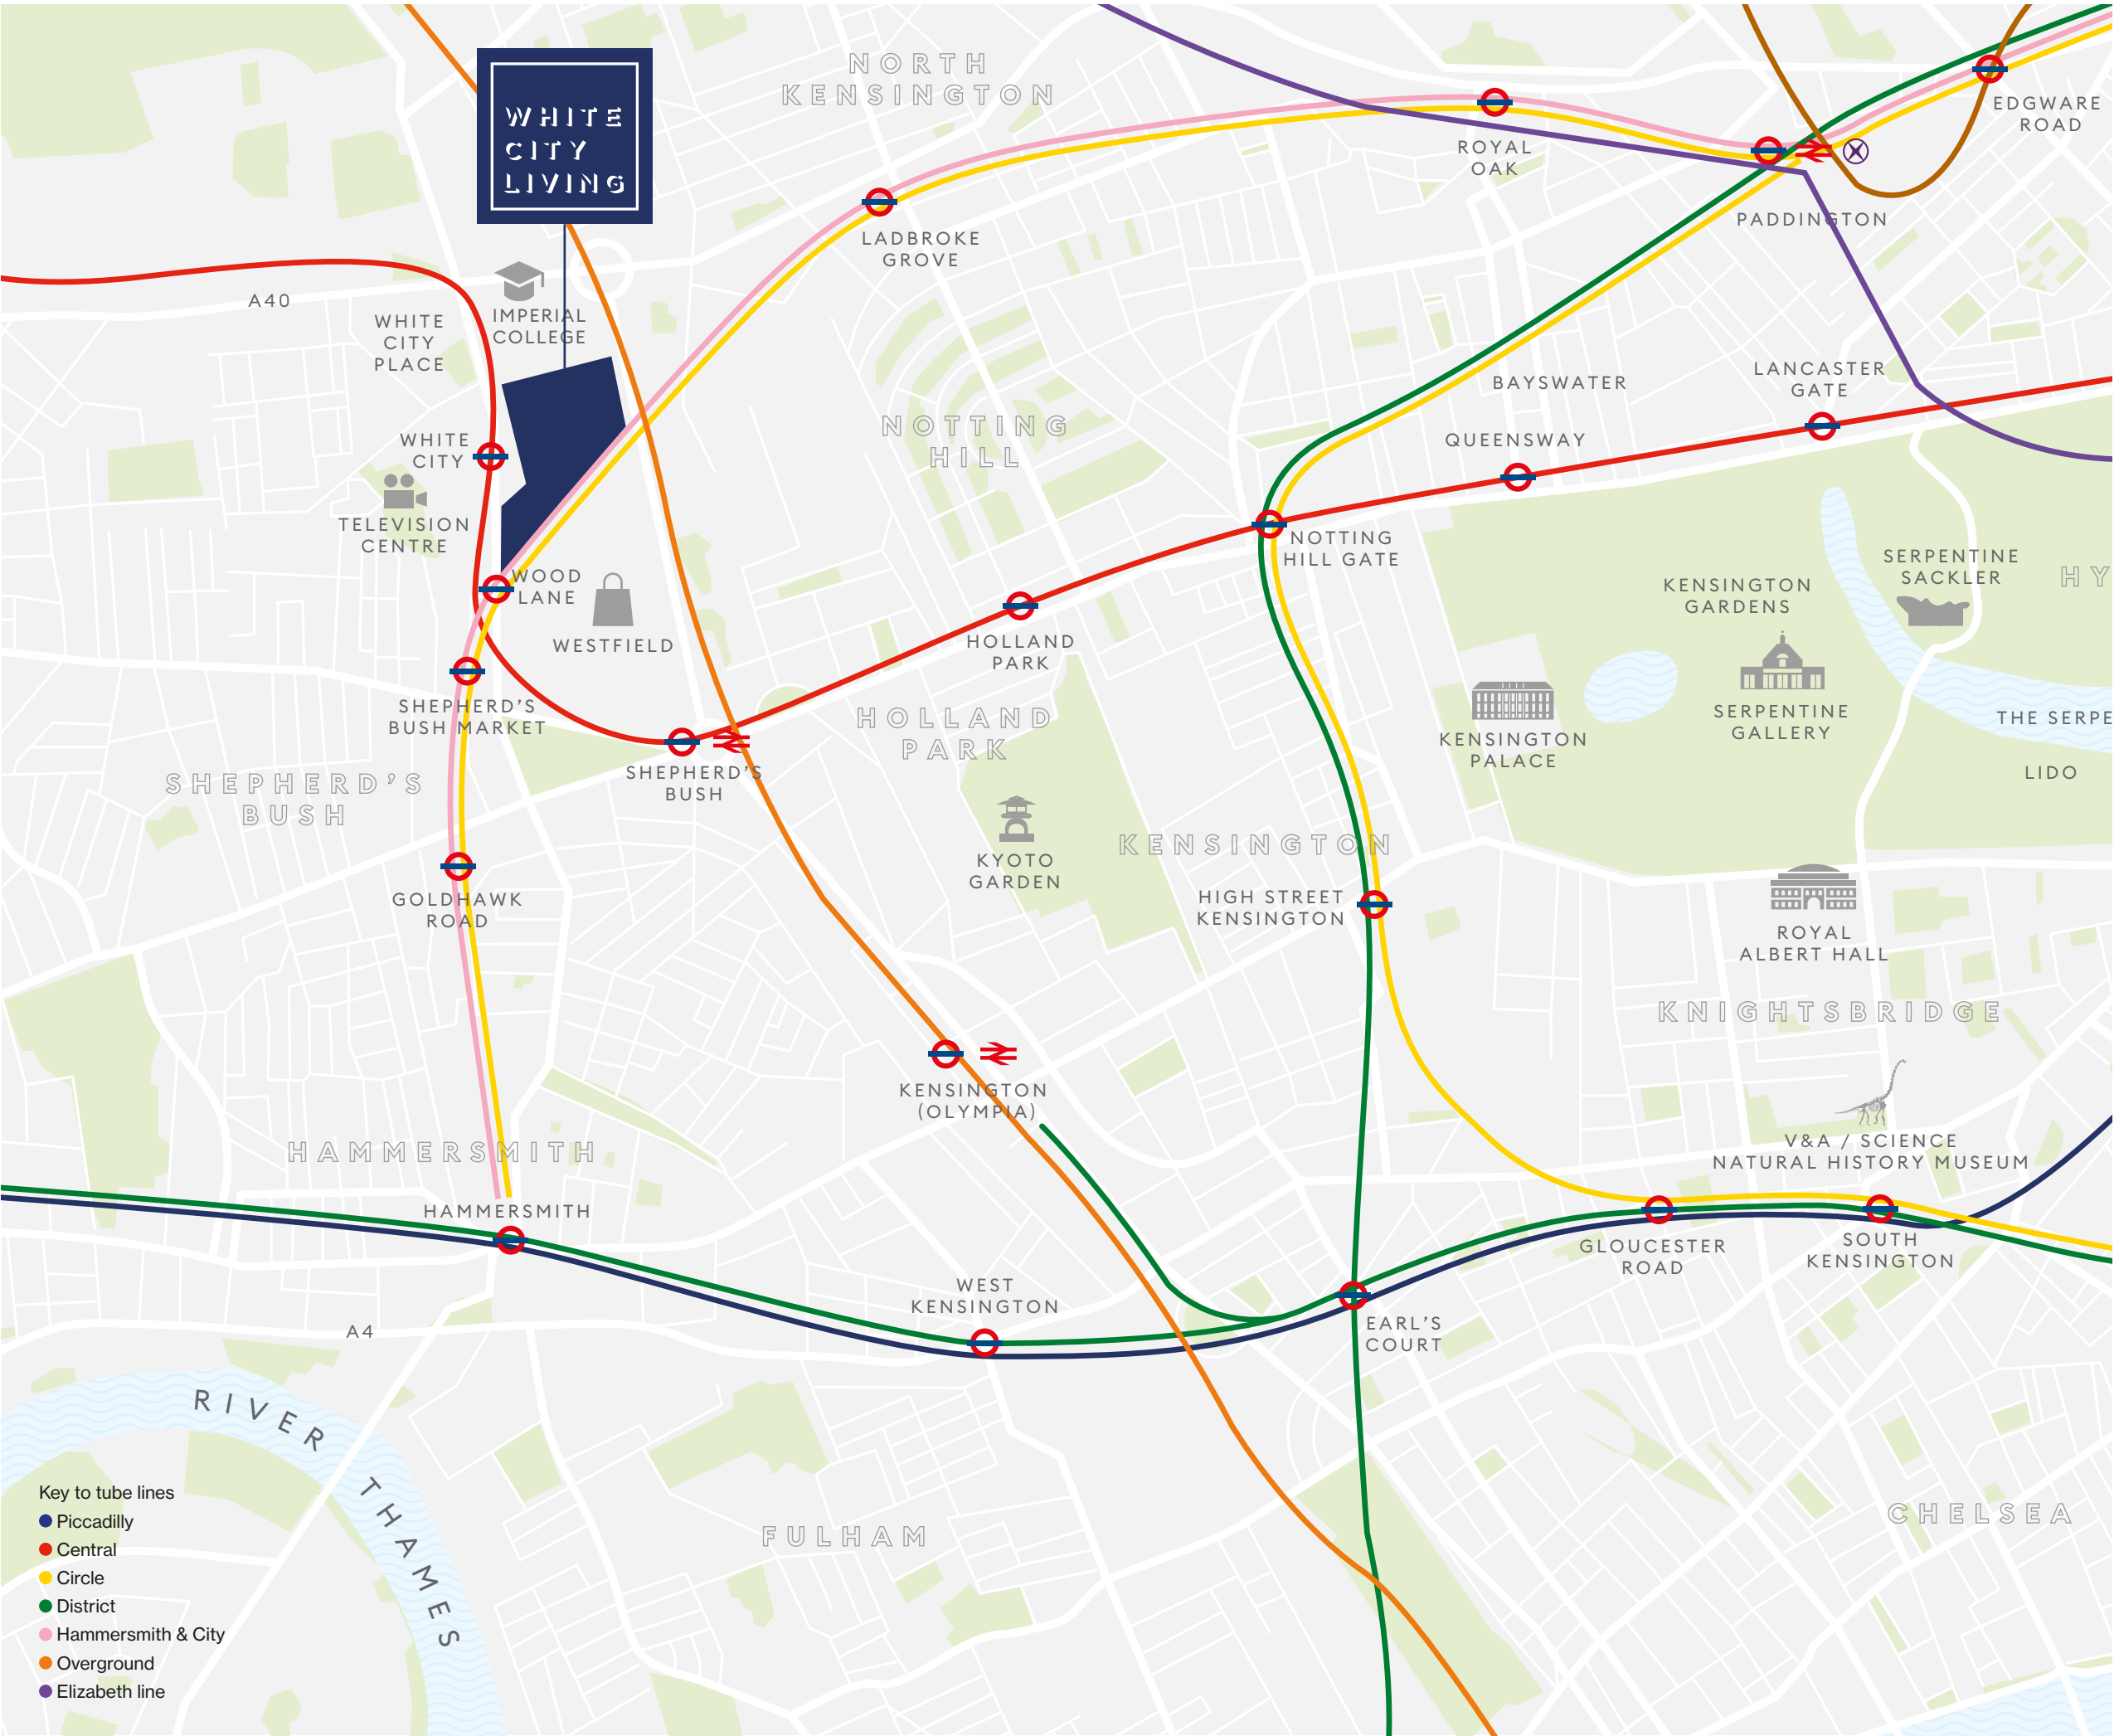 NORTH
KENSINGTON
WHITE
CITY
LIVING
EDGWARE
ROAD
ROYAL
OAK
PADDINGTON
LADBROKE
GROVE
A40
IMPERIAL
COLLEGE
WHITE
CITY
PLACE
BAYSWATER
LANCASTER
GATE
NOTTING
HILL
WHITE
CITY
QUEENSWAY
TELEVISION
CENTRE
NOTTING
HILL GATE
SERPENTINE
SACKLER
HY
KENSINGTON
GARDENS
WOOD
LANE
WESTFIELD
HOLLAND
PARK
SHEPHERD'S
BUSH MARKET
HOLLAND
PARK
KENSINGTON
PALACE
SERPENTINE
GALLERY
THE SERPE
LIDO
SHEPHERD'S
BUSH
SHEPHERD'S
BUSH
KYOTO
GARDEN
KENSINGTON
GOLDHAWK
ROAD
HIGH STREET
KENSINGTON
ROYAL
ALBERT HALL
KNIGHTSBRIDGE
KENSINGTON
(OLYMPIA)
HAMMERSMITH
V&A / SCIENCE
NATURAL HISTORY MUSEUM
HAMMERSMITH
GLOUCESTER
ROAD
SOUTH
KENSINGTON
WEST
KENSINGTON
EARL'S
COURT
A4
RIVER THAMES
CHELSEA
FULHAM
Key to tube lines
Piccadilly
Central
Circle
District
Hammersmith & City
Overground
Elizabeth line